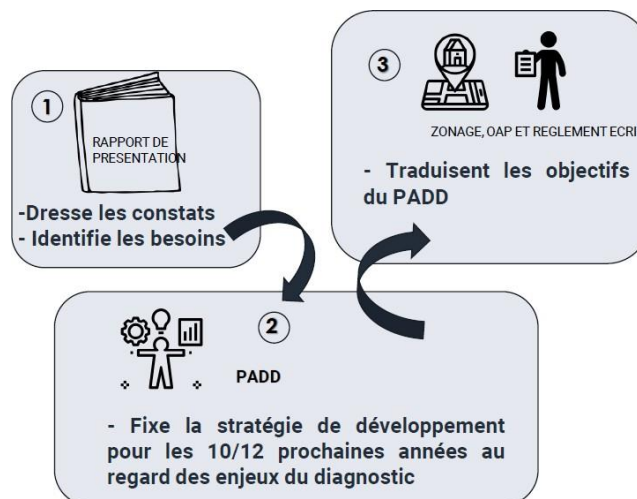 1
RAPPORT DE
PRESENTATION
-Dresse les constats
- Identifie les besoins
2
PADD
- Fixe la stratégie de développement
pour les 10/12 prochaines années au
regard des enjeux du diagnostic
3
ZONAGE, OAP ET REGLEMENT ECRI
- Traduisent les objectifs
du PADD